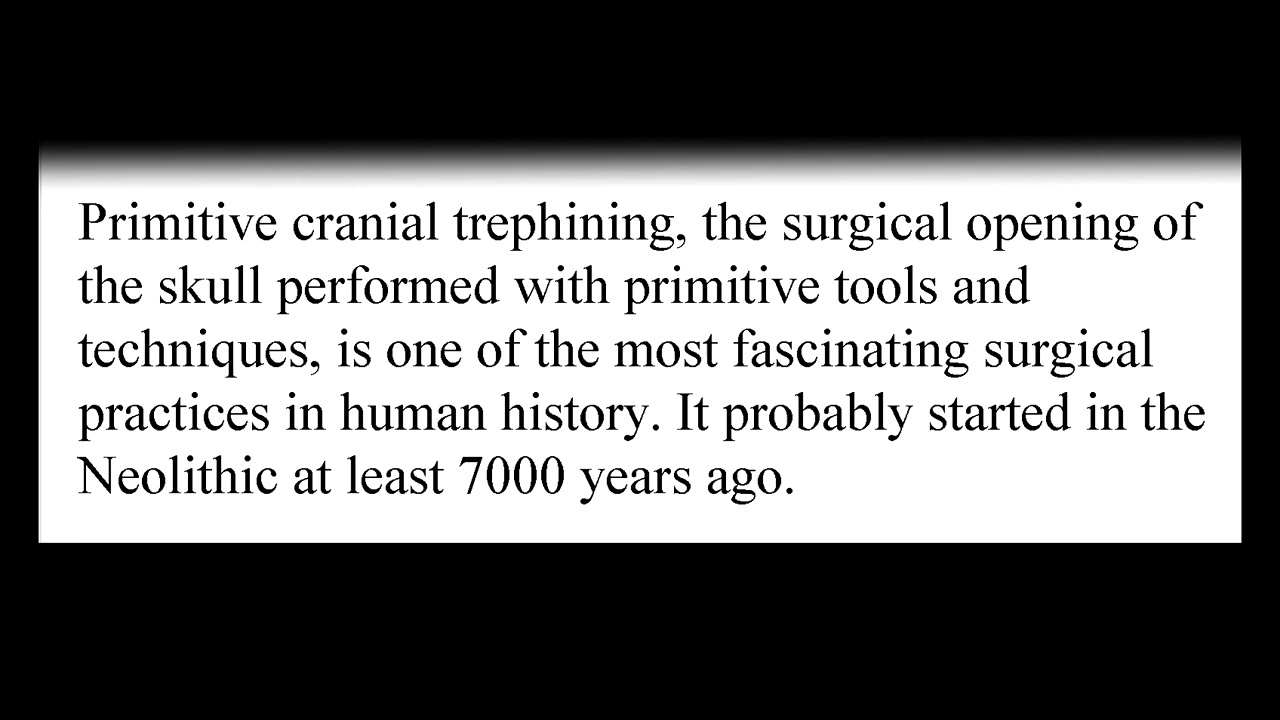 Primitive cranial trephining, the surgical opening of
the skull performed with primitive tools and
techniques, is one of the most fascinating surgical
practices in human history. It probably started in the
Neolithic at least 7000 years ago.